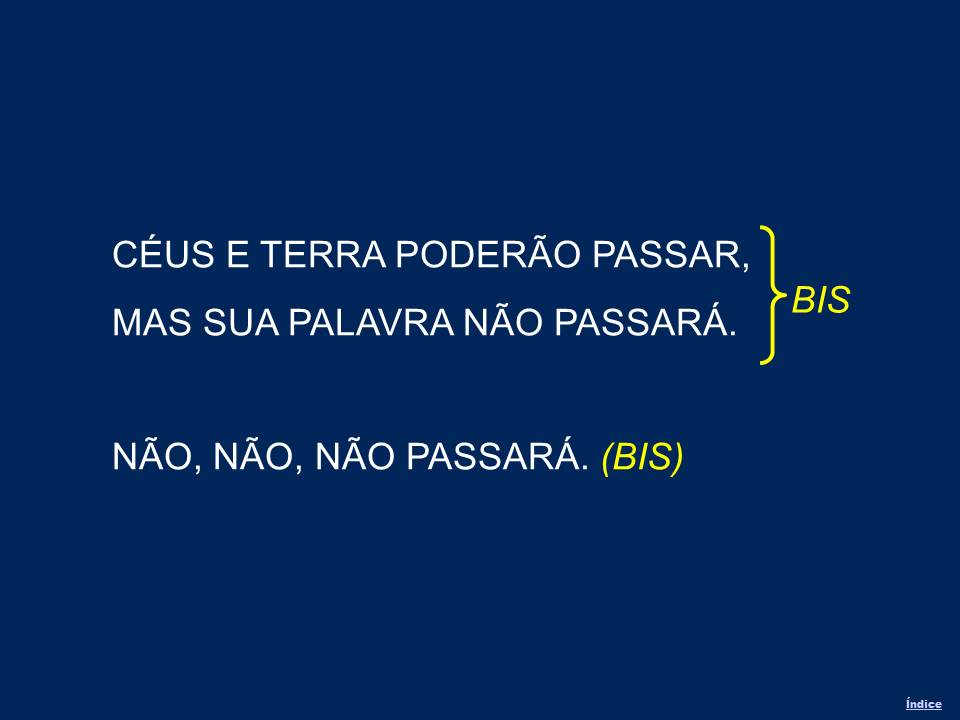 CÉUS E TERRA PODERÃO PASSAR,
MAS SUA PALAVRA NÃO PASSARÁ.
BIS
NÃO, NÃO, NÃO PASSARÁ. (BIS)
Índice